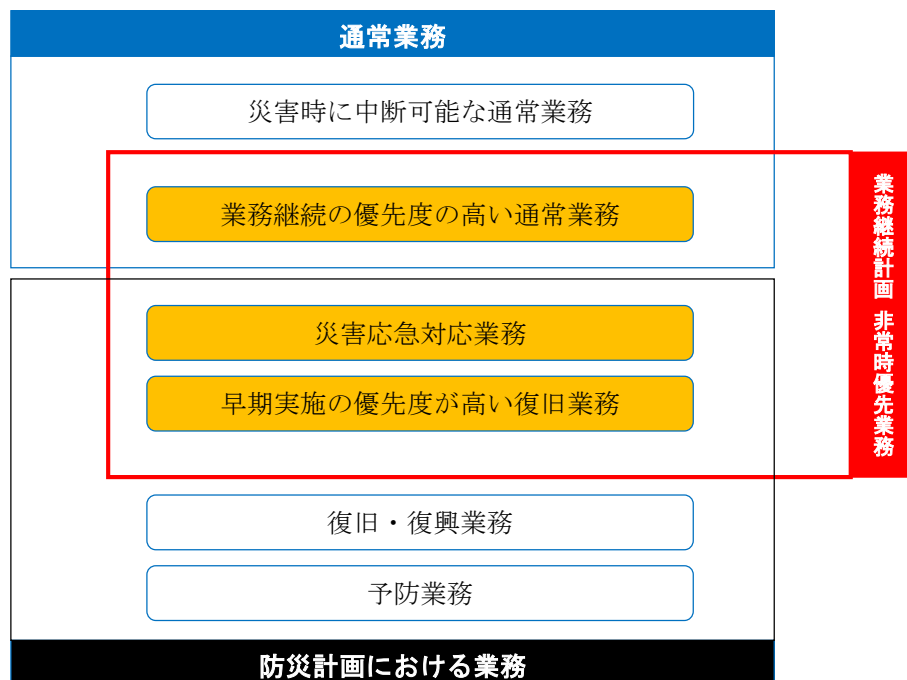 通常業務
災害時に中断可能な通常業務
業務継続の優先度の高い通常業務
災害応急対応業務
早期実施の優先度が高い復旧業務
復旧・復興業務
予防業務
防災計画における業務
業務継続計画 非常時優先業務